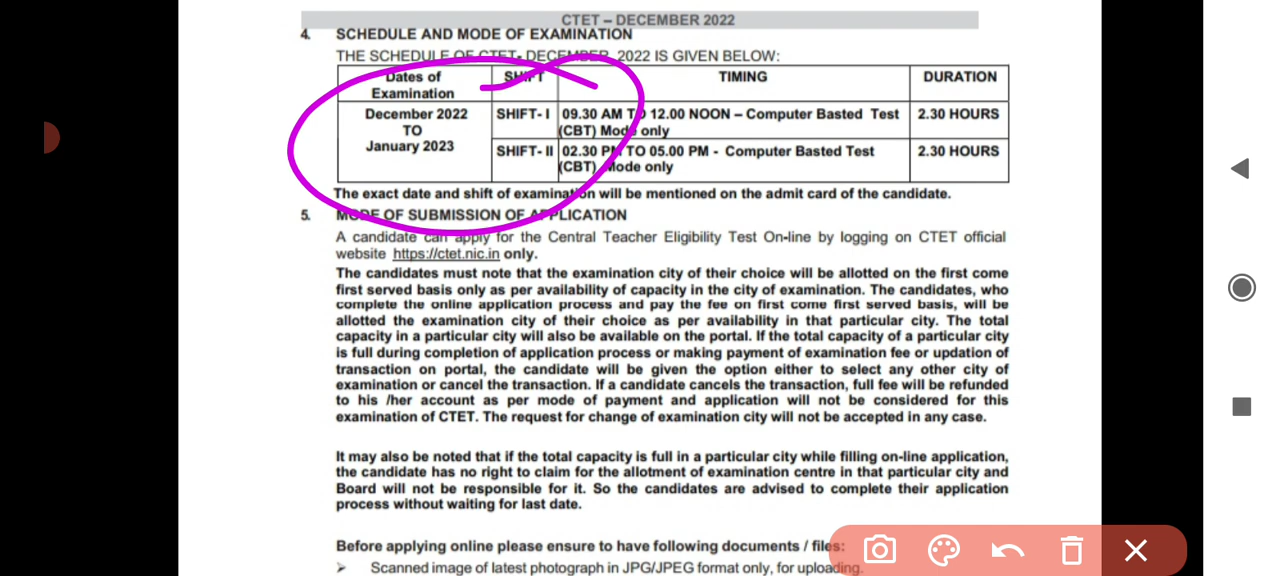 CTET – DECEMBER 2022
4. SCHEDULE AND MODE OF EXAMINATION
THE SCHEDULE OF CTET- DECEMBER, 2022 IS GIVEN BELOW:
Dates of Examination SHIFT TIMING DURATION
December 2022 TO January 2023
SHIFT- I 09.30 AM TO 12.00 NOON – Computer Basted Test (CBT) Mode only 2.30 HOURS
SHIFT- II 02.30 PM TO 05.00 PM - Computer Basted Test (CBT) Mode only 2.30 HOURS
The exact date and shift of examination will be mentioned on the admit card of the candidate.
5. MODE OF SUBMISSION OF APPLICATION
A candidate can apply for the Central Teacher Eligibility Test On-line by logging on CTET official
website https://ctet.nic.in only.
The candidates must note that the examination city of their choice will be allotted on the first come
first served basis only as per availability of capacity in the city of examination. The candidates, who
complete the online application process and pay the fee on first come first served basis, will be
allotted the examination city of their choice as per availability in that particular city. The total
capacity in a particular city will also be available on the portal. If the total capacity of a particular city
is full during completion of application process or making payment of examination fee or updation of
transaction on portal, the candidate will be given the option either to select any other city of
examination or cancel the transaction. If a candidate cancels the transaction, full fee will be refunded
to his /her account as per mode of payment and application will not be considered for this
examination of CTET. The request for change of examination city will not be accepted in any case.
It may also be noted that if the total capacity is full in a particular city while filling on-line application,
the candidate has no right to claim for the allotment of examination centre in that particular city and
Board will not be responsible for it. So the candidates are advised to complete their application
process without waiting for last date.
Before applying online please ensure to have following documents / files:
➢ Scanned image of latest photograph in JPG/JPEG format only, for uploading.